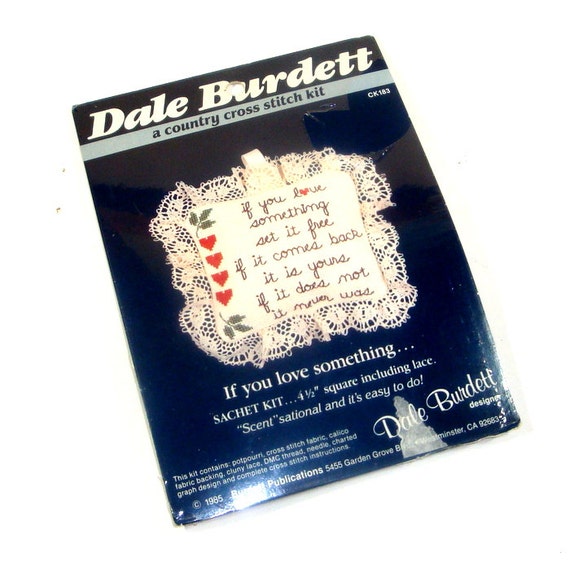 Dale Burdett
a country cross stitch kit
CK183
if you love
something
set it free
if it comes back
it is yours
if it does not
it never was
If you love something...
SACHET KIT...4½" square including lace.
"Scent"sational and it's easy to do!
Dale Burdett
designs
This kit contains: potpourri, cross stitch fabric, calico
fabric backing, cluny lace, DMC thread, needle, charted
graph design and complete cross stitch instructions.
© 1985 Publications 5455 Garden Grove Westminster, CA 92683